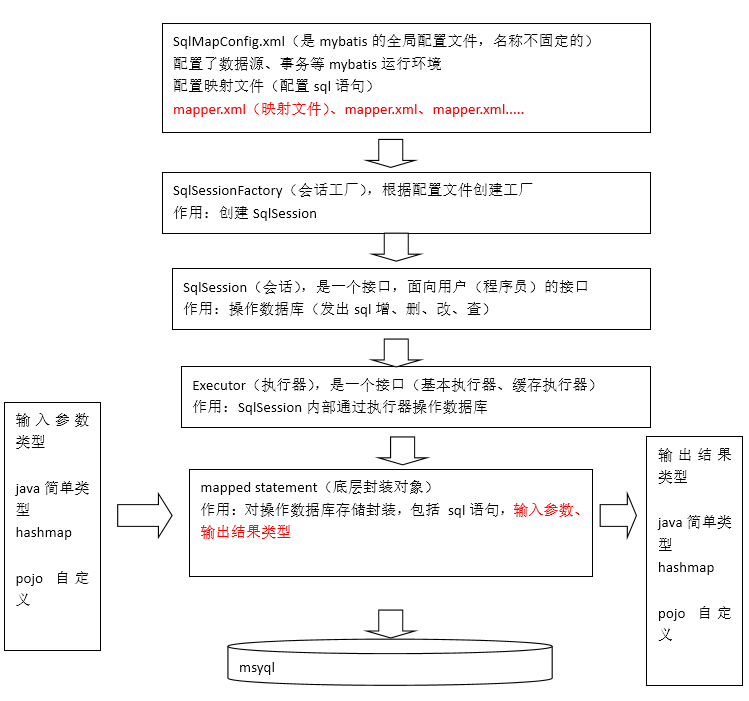 SqlMapConfig.xml（是 mybatis 的全局配置文件，名称不固定的）
配置了数据源、事务等 mybatis 运行环境
配置映射文件（配置 sql 语句）
mapper.xml（映射文件）、mapper.xml、mapper.xml.....
SqlSessionFactory（会话工厂），根据配置文件创建工厂
作用：创建 SqlSession
SqlSession（会话），是一个接口，面向用户（程序员）的接口
作用：操作数据库（发出 sql 增、删、改、查）
Executor（执行器），是一个接口（基本执行器、缓存执行器）
作用：SqlSession 内部通过执行器操作数据库
输入参数
类型
java 简单类
型
hashmap
pojo 自定
义
mapped statement（底层封装对象）
作用：对操作数据库存储封装，包括 sql 语句，输入参数、
输出结果类型
输出结果
类型
java 简单类
型
hashmap
pojo 自定
义
msyql